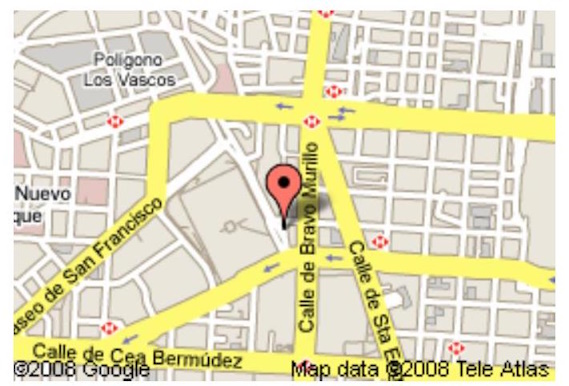 Polígono
Los Vascos
Nuevo
que
aseo de San Francisco
Calle de Bravo Murillo
Calle de Sta E
Calle de Cea Bermúdez
©2008 Google
Map data ©2008 Tele Atlas